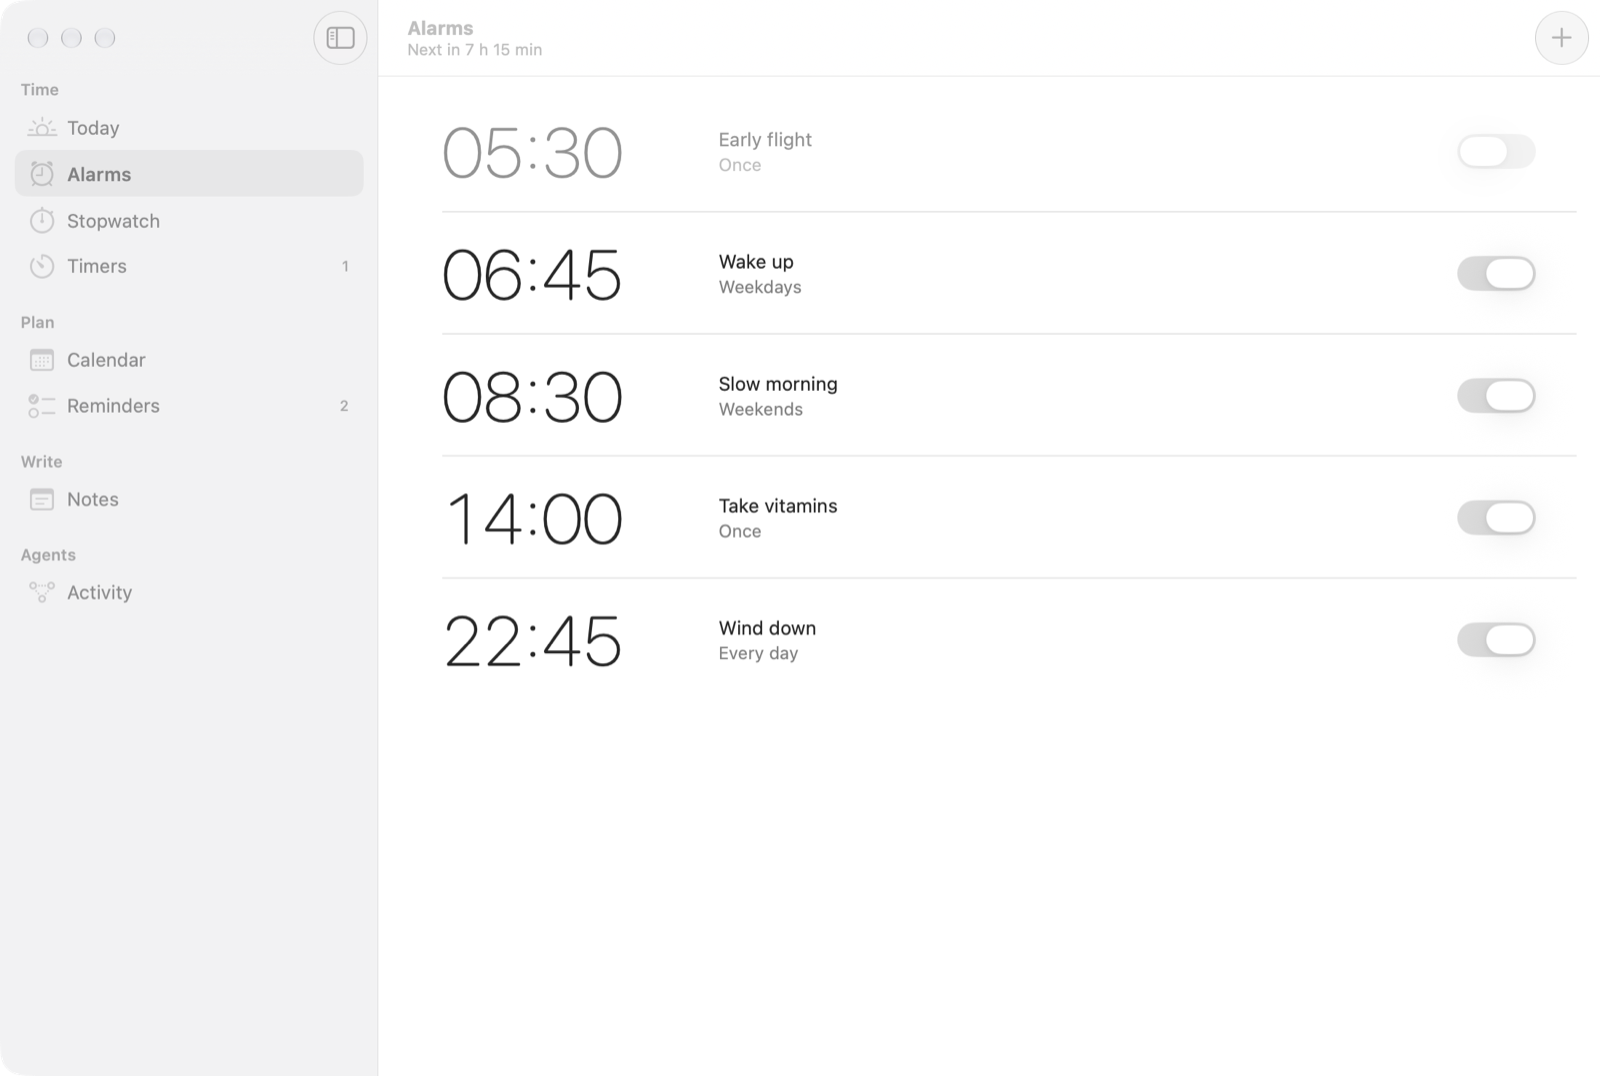 Time
Today
Alarms
Stopwatch
Timers 1
Plan
Calendar
Reminders 2
Write
Notes
Agents
Activity
Alarms
Next in 7 h 15 min
05:30
Early flight
Once
06:45
Wake up
Weekdays
08:30
Slow morning
Weekends
14:00
Take vitamins
Once
22:45
Wind down
Every day